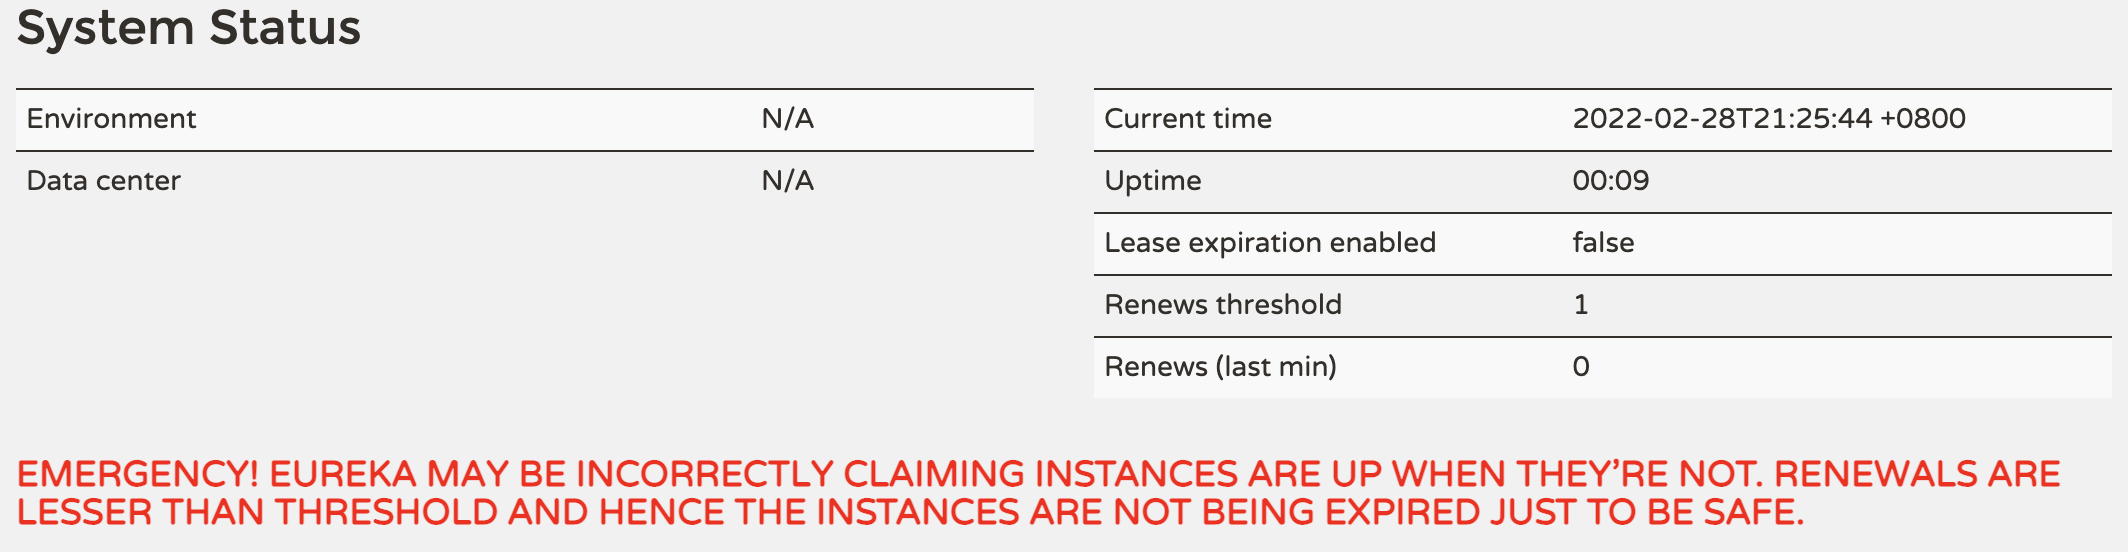 System Status
Environment N/A
Data center N/A
Current time 2022-02-28T21:25:44 +0800
Uptime 00:09
Lease expiration enabled false
Renews threshold 1
Renews (last min) 0
EMERGENCY! EUREKA MAY BE INCORRECTLY CLAIMING INSTANCES ARE UP WHEN THEY’RE NOT. RENEWALS ARE
LESSER THAN THRESHOLD AND HENCE THE INSTANCES ARE NOT BEING EXPIRED JUST TO BE SAFE.